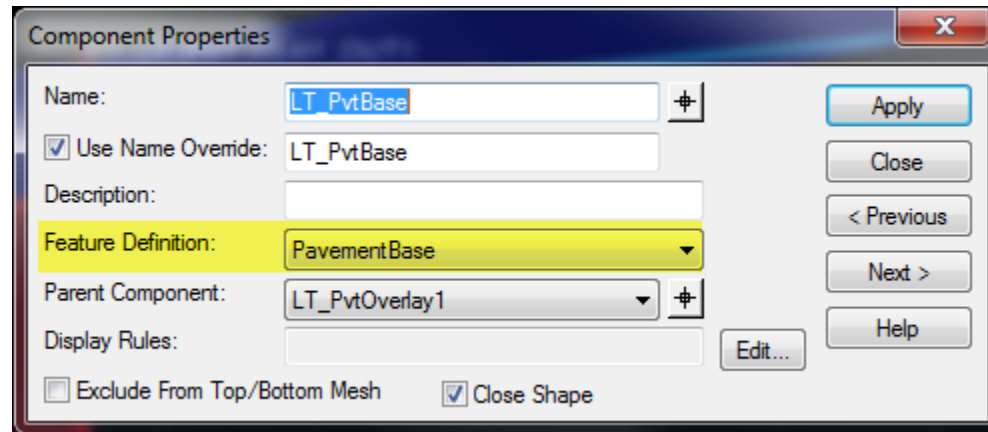 Component Properties
Name: LT_PvtBase
Apply
Use Name Override: LT_PvtBase
Close
Description:
< Previous
Feature Definition: PavementBase
Next >
Parent Component: LT_PvtOverlay1
Help
Display Rules:
Edit...
Exclude From Top/Bottom Mesh
Close Shape